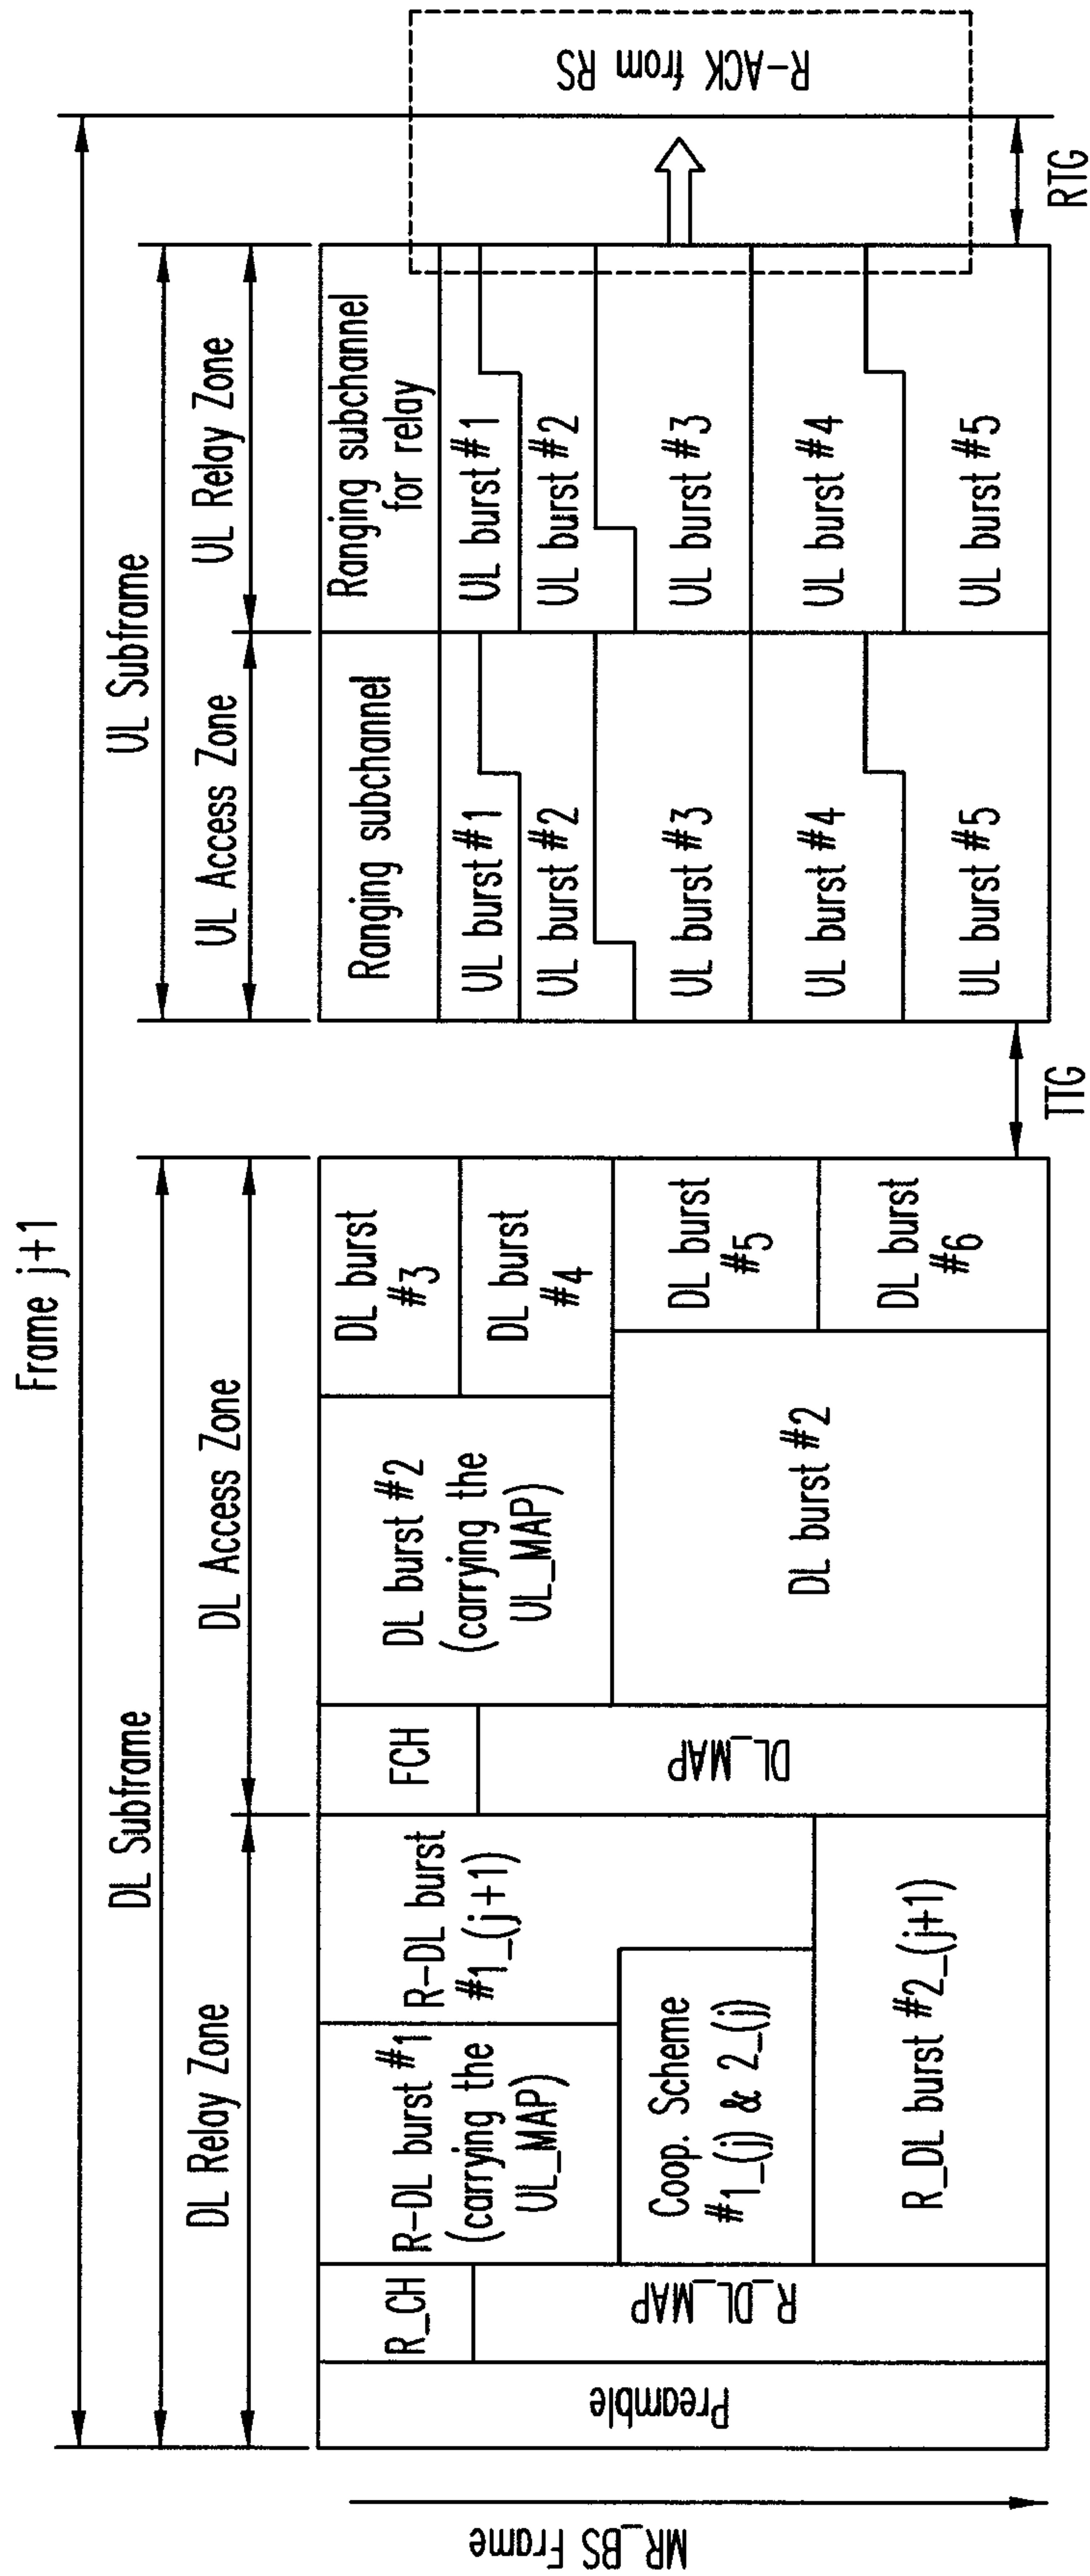 Frame j+1
DL Subframe
UL Subframe
DL Relay Zone
DL Access Zone
UL Access Zone
UL Relay Zone
MR_BS Frame
Preamble
R_CH
R_DL_MAP
R-DL burst #1
(carrying the
UL_MAP)
R-DL burst
#1_(j+1)
Coop. Scheme
#1_(j) & 2_(j)
R_DL burst #2_(j+1)
FCH
DL_MAP
DL burst #2
(carrying the
UL_MAP)
DL burst #2
DL burst
#3
DL burst
#4
DL burst
#5
DL burst
#6
TTG
Ranging subchannel
UL burst #1
UL burst #2
UL burst #3
UL burst #4
UL burst #5
Ranging subchannel
for relay
UL burst #1
UL burst #2
UL burst #3
UL burst #4
UL burst #5
RTG
R-ACK from RS